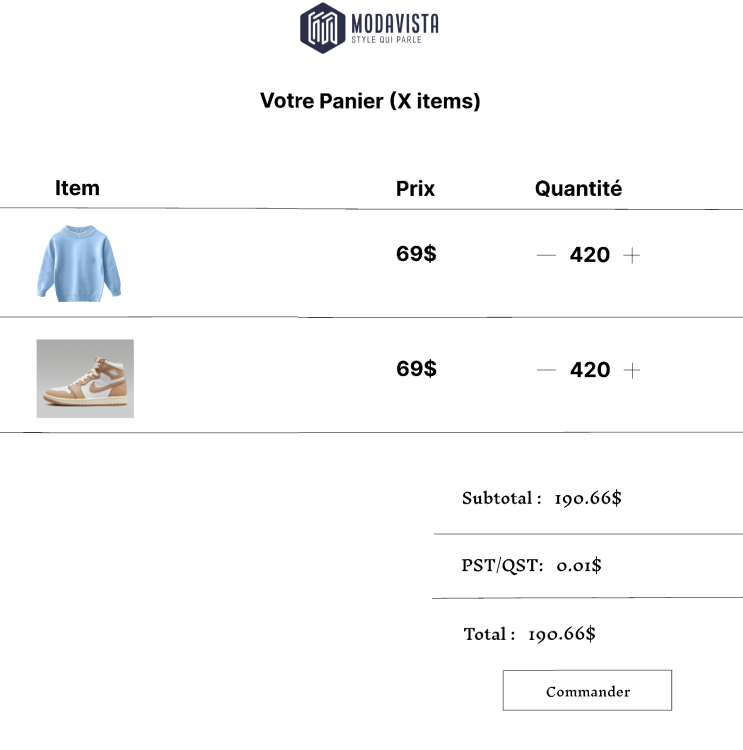 MODAVISTA
STYLE QUI PARLE
Votre Panier (X items)
Item Prix Quantité
69$ — 420 +
69$ — 420 +
Subtotal : 190.66$
PST/QST: 0.01$
Total : 190.66$
Commander